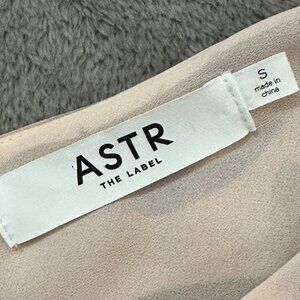 ASTR
THE LABEL
S
made in
china